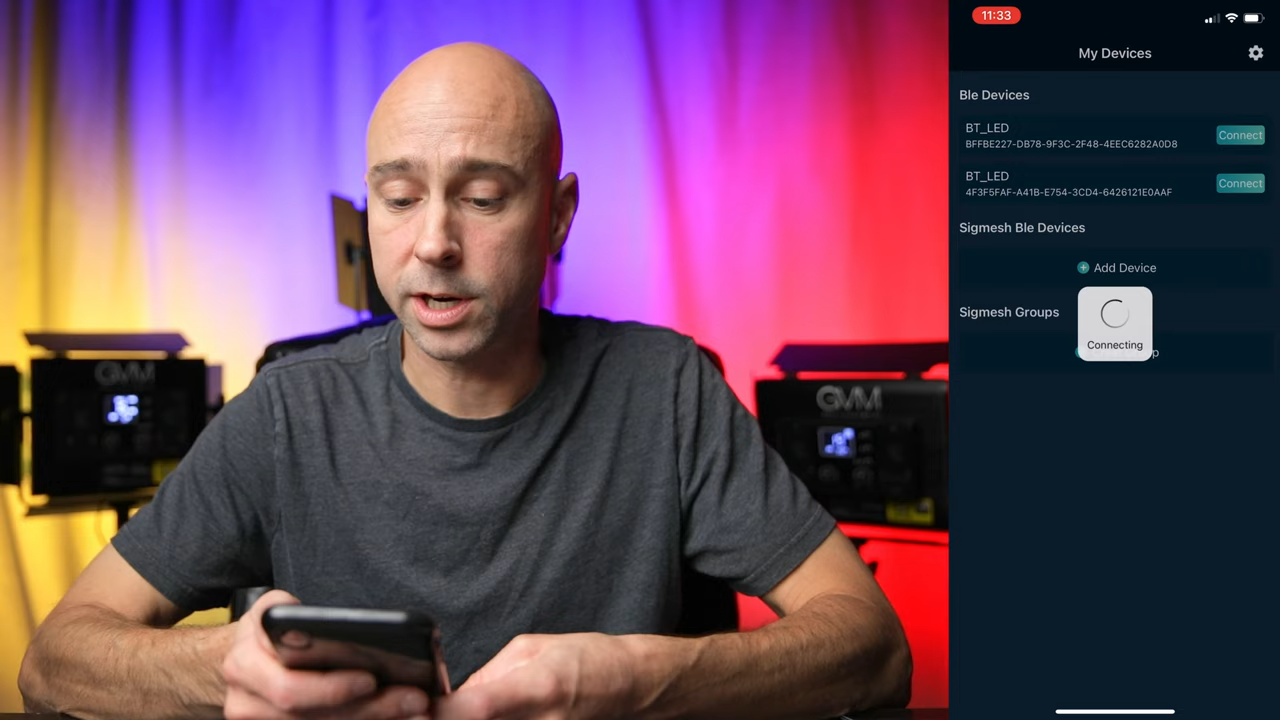 GVM
GVM
11:33
My Devices
Ble Devices
BT_LED
BFFBE227-DB78-9F3C-2F48-4EEC6282A0D8
Connect
BT_LED
4F3F5FAF-A41B-E754-3CD4-6426121E0AAF
Connect
Sigmesh Ble Devices
Add Device
Sigmesh Groups
Connecting